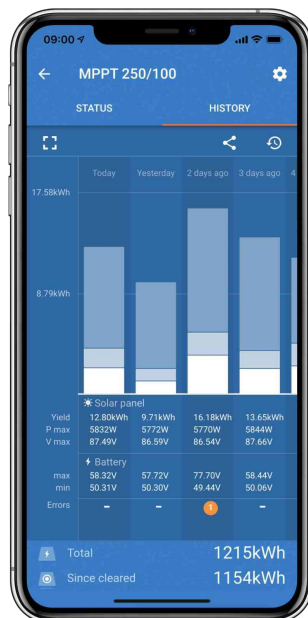 09:00
MPPT 250/100
STATUS HISTORY
Today Yesterday 2 days ago 3 days ago 4
17.58kWh
8.79kWh
Solar panel
Yield 12.80kWh 9.71kWh 16.18kWh 13.65kWh
P max 5832W 5772W 5770W 5844W
V max 87.49V 86.59V 86.54V 87.66V
Battery
max 58.32V 57.72V 77.70V 58.44V
min 50.31V 50.30V 49.44V 50.06V
Errors - - 1 -
Total 1215kWh
Since cleared 1154kWh